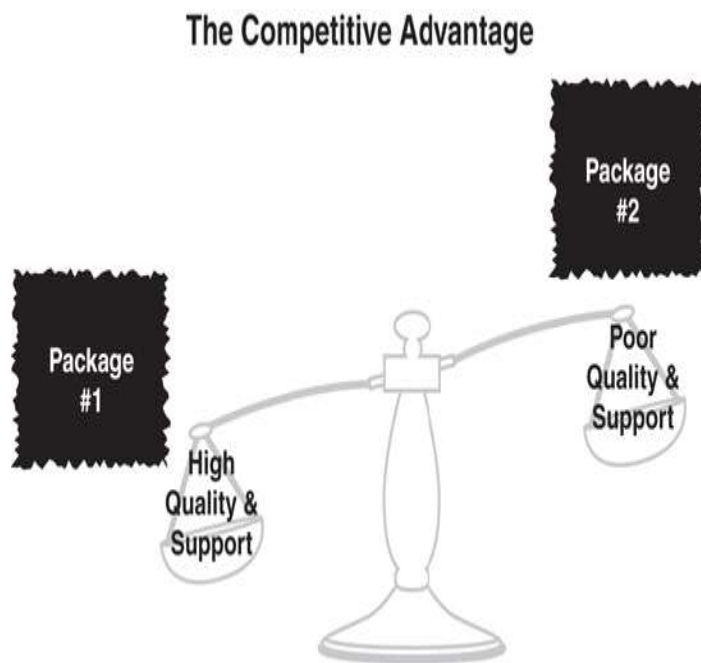 The Competitive Advantage
Package
#2
Package
#1
Poor
Quality &
Support
High
Quality &
Support